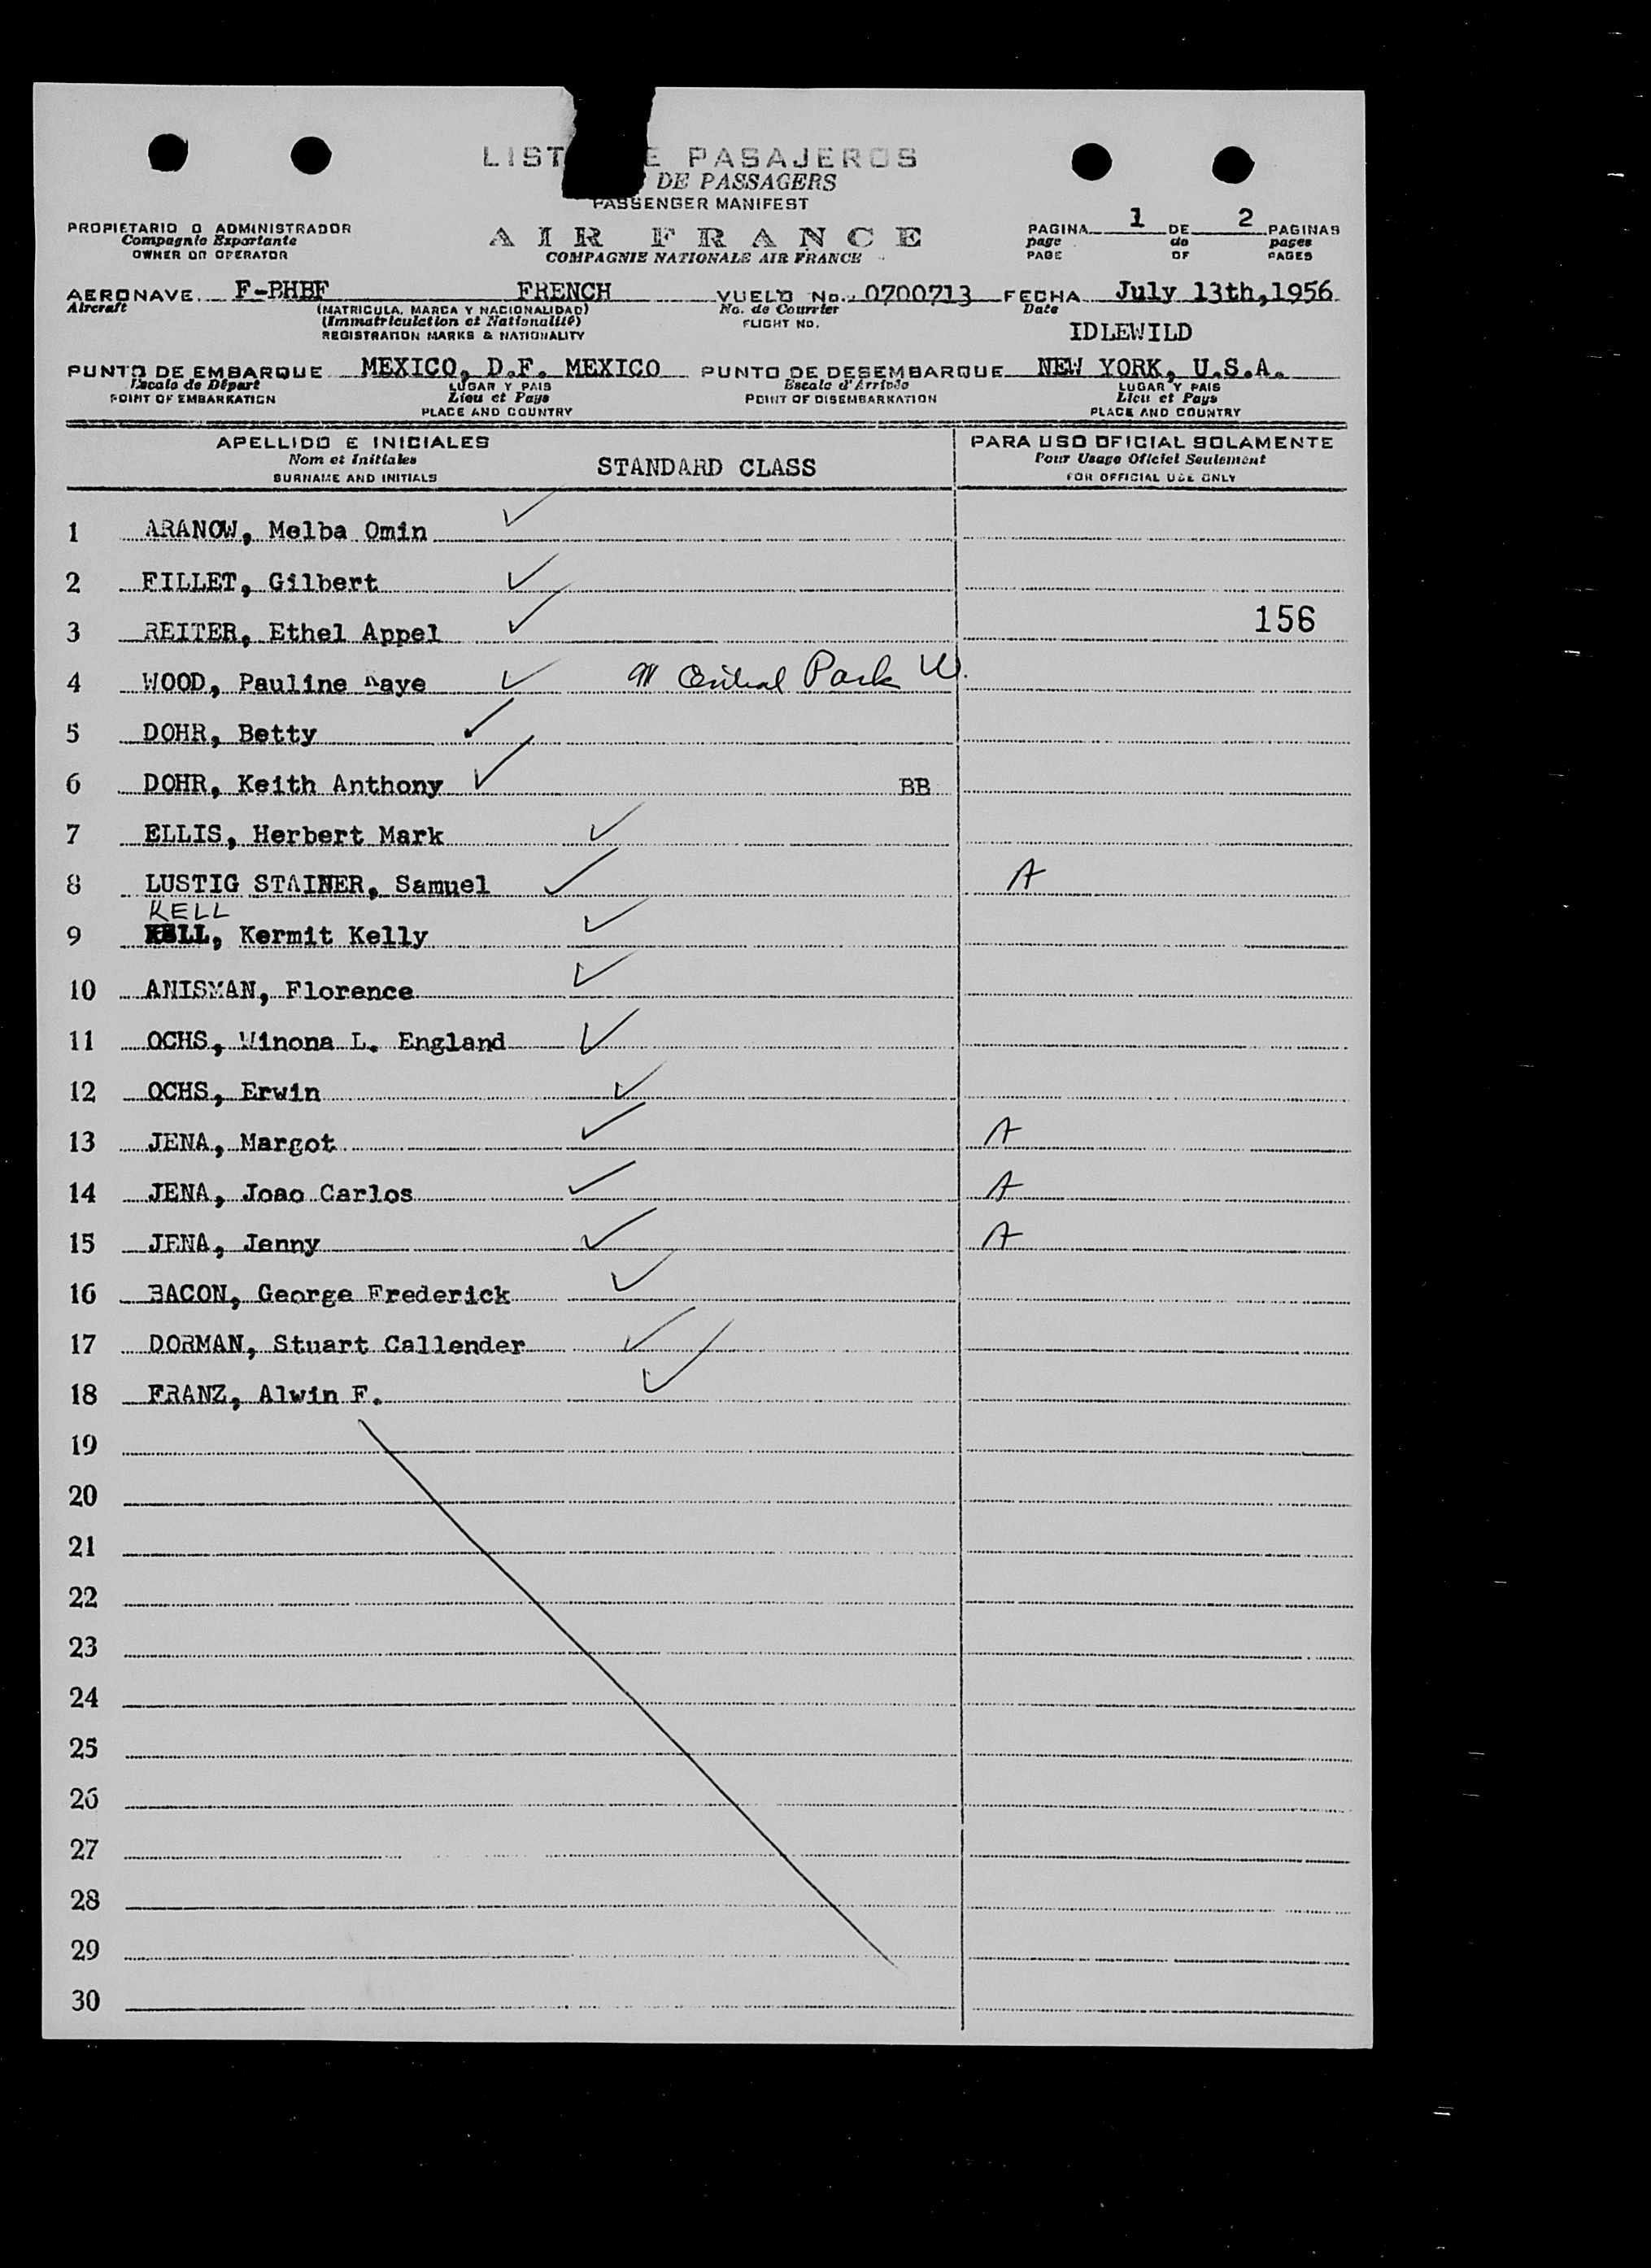 LIST E PASAJEROS
DE PASSAGERS
PASSENGER MANIFEST
PROPIETARIO O ADMINISTRADOR
Compagnie Exportante
OWNER OR OPERATOR
AIR FRANCE
COMPAGNIE NATIONALE AIR FRANCE
PAGINA 1 DE 2 PAGINAS
page de pages
PAGE OF PAGES
AERONAVE F-BHBF FRENCH VUELO No. 0700713 FECHA July 13th, 1956
Aircraft (MATRICULA, MARCA Y NACIONALIDAD) No. de Courrier Date
(Immatriculation et Nationalité) FLIGHT NO.
REGISTRATION MARKS & NATIONALITY
IDLEWILD
PUNTO DE EMBARQUE MEXICO, D.F. MEXICO PUNTO DE DESEMBARQUE NEW YORK, U.S.A.
Escale de Départ LUGAR Y PAIS Escale d'Arrivée LUGAR Y PAIS
POINT OF EMBARKATION Lieu et Pays POINT OF DISEMBARKATION Lieu et Pays
PLACE AND COUNTRY PLACE AND COUNTRY
APELLIDO E INICIALES
Nom et Initiales
SURNAME AND INITIALS
STANDARD CLASS
PARA USO OFICIAL SOLAMENTE
Pour Usage Oficiel Seulement
FOR OFFICIAL USE ONLY
1 ARANOW, Melba Omin
2 FILLET, Gilbert
156
3 REITER, Ethel Appel
4 WOOD, Pauline aye Central Park W.
5 DOHR, Betty
6 DOHR, Keith Anthony BB
7 ELLIS, Herbert Mark
8 LUSTIG STAINER, Samuel A
KELL
9 KELL, Kermit Kelly
10 ANISMAN, Florence
11 OCHS, Winona L. England
12 OCHS, Erwin
13 JENA, Margot A
14 JENA, Joao Carlos A
15 JENA, Jenny A
16 BACON, George Frederick
17 DORMAN, Stuart Callender
18 FRANZ, Alwin F.
19
20
21
22
23
24
25
26
27
28
29
30